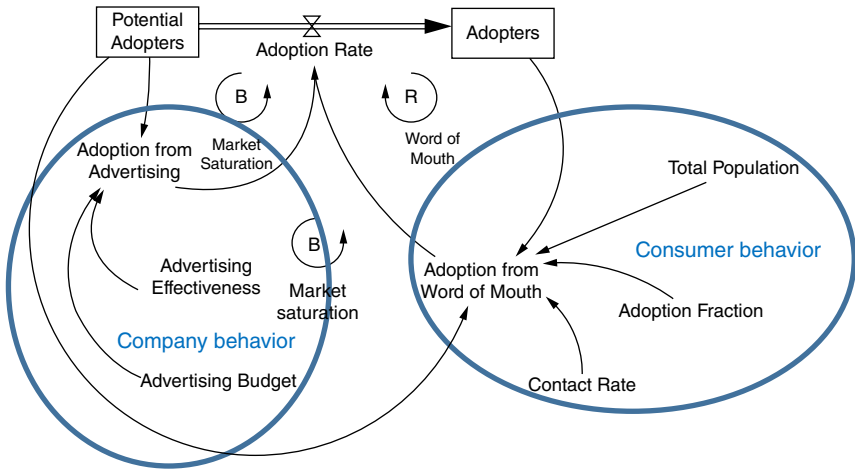 Potential
Adopters
Adoption Rate
Adopters
B
Market
Saturation
R
Word of
Mouth
Adoption from
Advertising
Total Population
B
Market
saturation
Consumer behavior
Advertising
Effectiveness
Adoption from
Word of Mouth
Adoption Fraction
Company behavior
Advertising Budget
Contact Rate